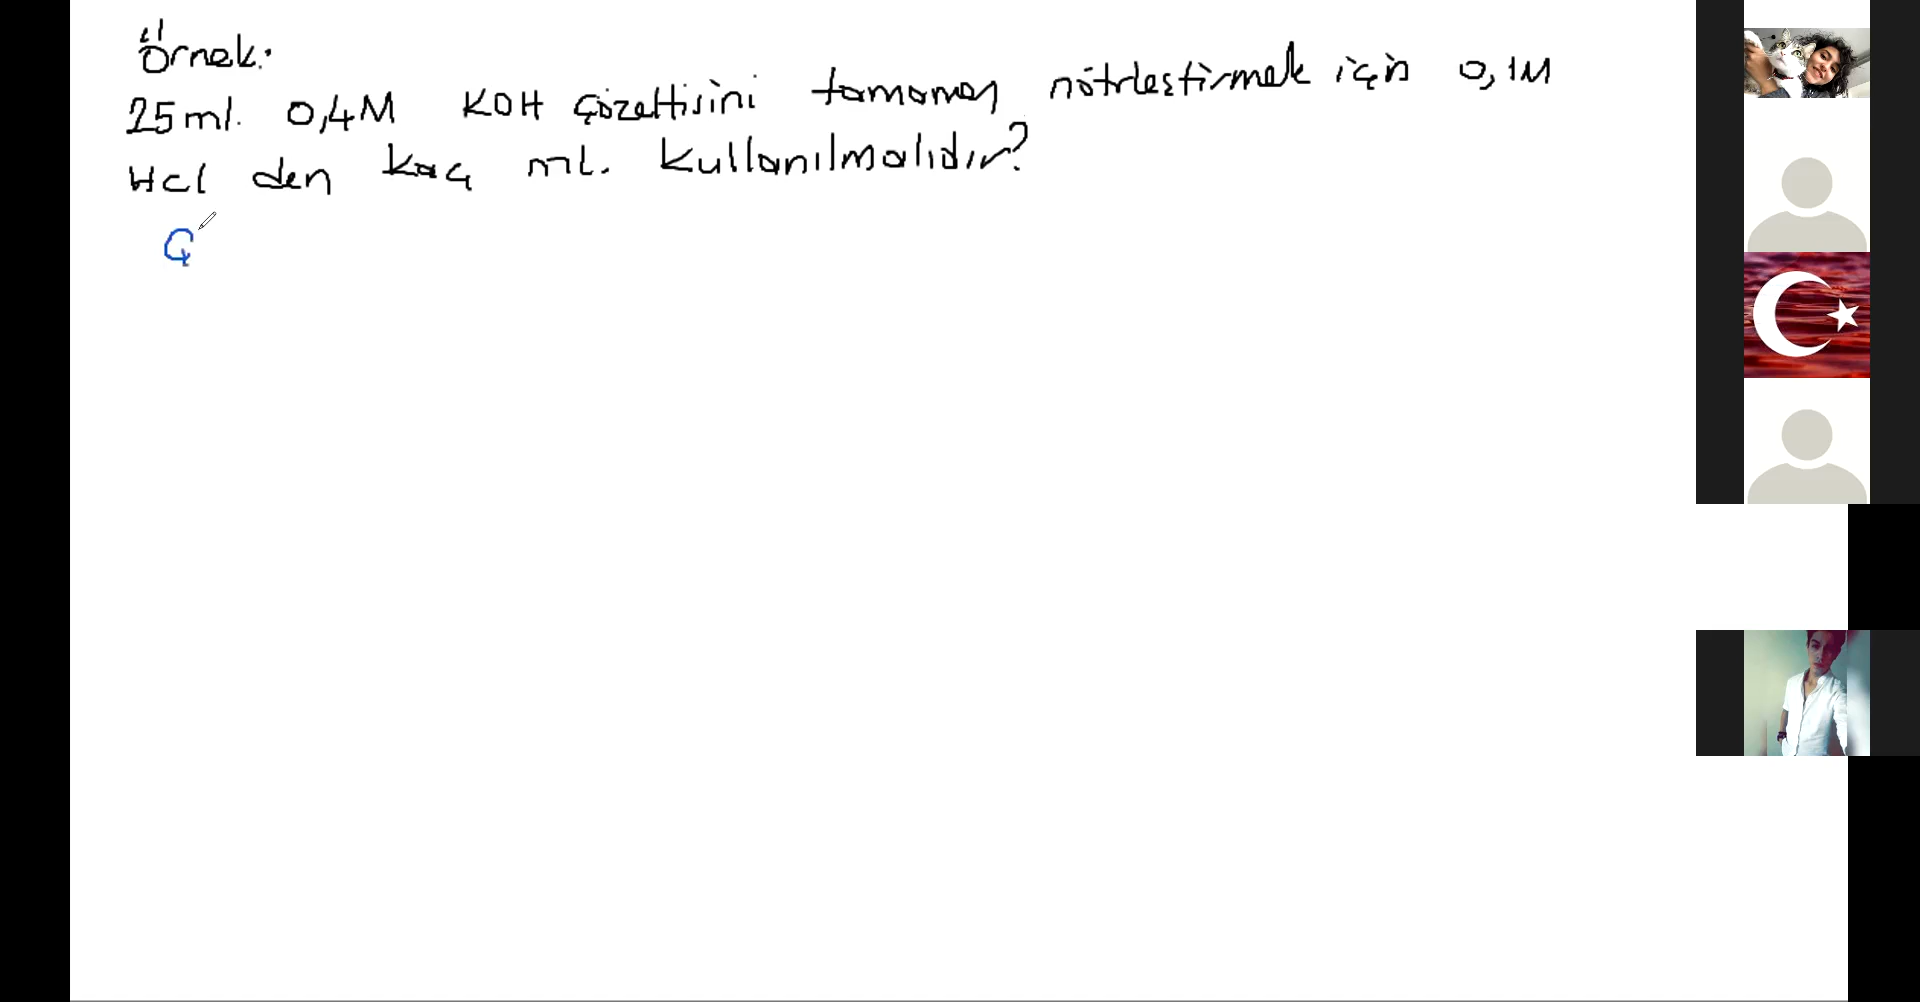 Örnek:
25 ml. 0,4M KOH çözeltisini tamamen nötrleştirmek için 0,1M
HCl den kaç ml. kullanılmalıdır?
Ç